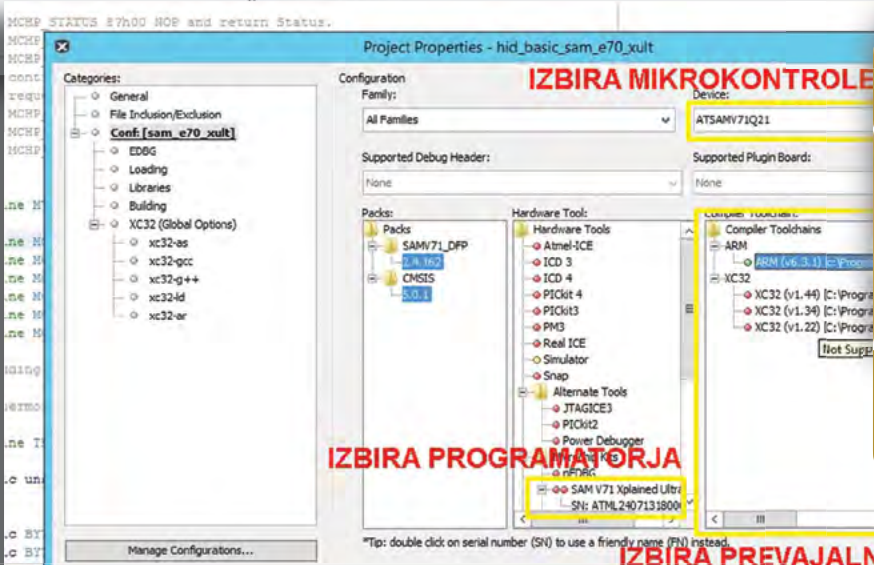 MCHP_STATUS 87h00 NOP and return Status.
Project Properties - hid_basic_sam_e70_xult
Categories:
General
File Inclusion/Exclusion
Conf: [sam_e70_xult]
EDBG
Loading
Libraries
Building
XC32 (Global Options)
xc32-as
xc32-gcc
xc32-g++
xc32-ld
xc32-ar
Manage Configurations...
Configuration
IZBIRA MIKROKONTROLE
Family:
Device:
All Families
ATSAMV71Q21
Supported Debug Header:
Supported Plugin Board:
None
None
Packs:
Packs
SAMV71_DFP
2.4.162
CMSIS
5.0.1
Hardware Tool:
Hardware Tools
Atmel-ICE
ICD 3
ICD 4
PICkit 4
PICkit3
PM3
Real ICE
Simulator
Snap
Alternate Tools
JTAGICE3
PICkit2
Power Debugger
IZBIRA PROGRAMATORJA
nEDBG
SAM V71 Xplained Ultra
SN: ATML24071318000
Compiler Toolchain:
Compiler Toolchains
ARM
ARM (v6.3.1) [c:\Progra
XC32
XC32 (v1.44) [C:\Progra
XC32 (v1.34) [C:\Progra
XC32 (v1.22) [C:\Progra
Not Supp
*Tip: double click on serial number (SN) to use a friendly name (FN) instead.
IZBIRA PREVAJALN